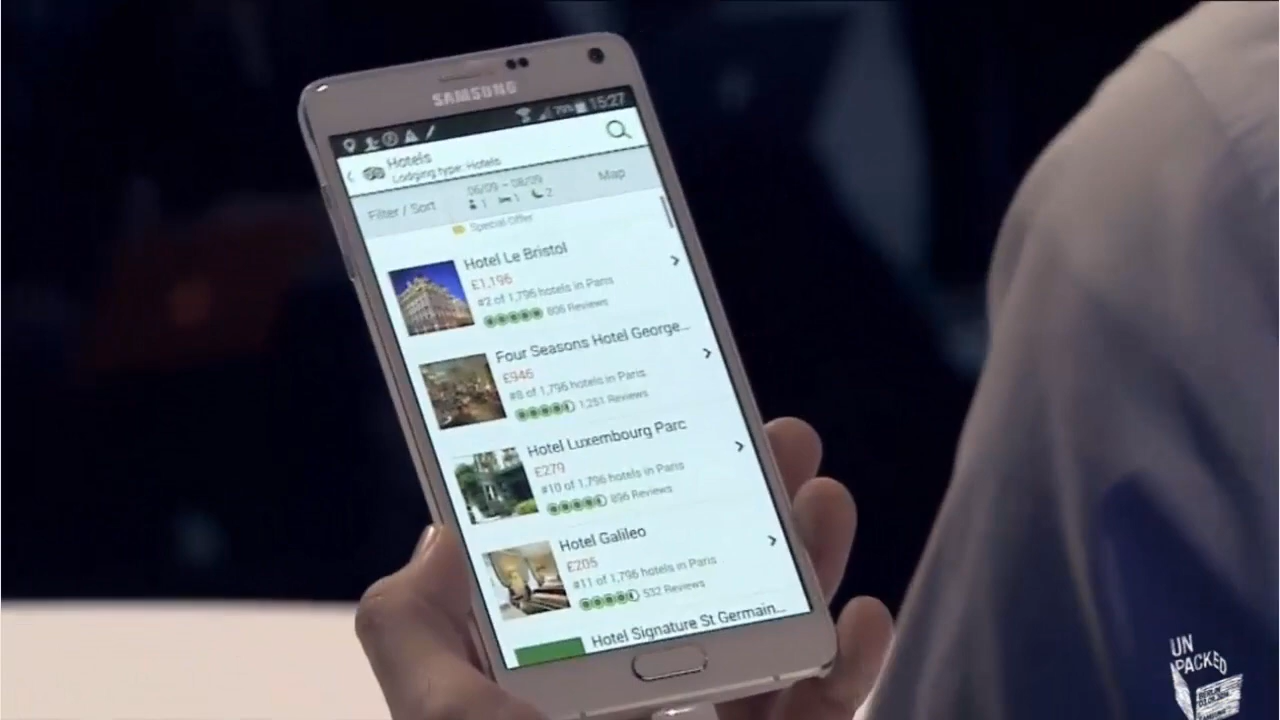 SAMSUNG
79% 15:27
Hotels
Lodging type: Hotels
Filter / Sort
06/09 - 08/09
1 1 2
Map
Special Offer
Hotel Le Bristol
£1,196
#2 of 1,796 hotels in Paris
806 Reviews
Four Seasons Hotel George...
£946
#8 of 1,796 hotels in Paris
1,251 Reviews
Hotel Luxembourg Parc
£279
#10 of 1,796 hotels in Paris
896 Reviews
Hotel Galileo
£205
#11 of 1,796 hotels in Paris
532 Reviews
Hotel Signature St Germain...
UN
PACKED